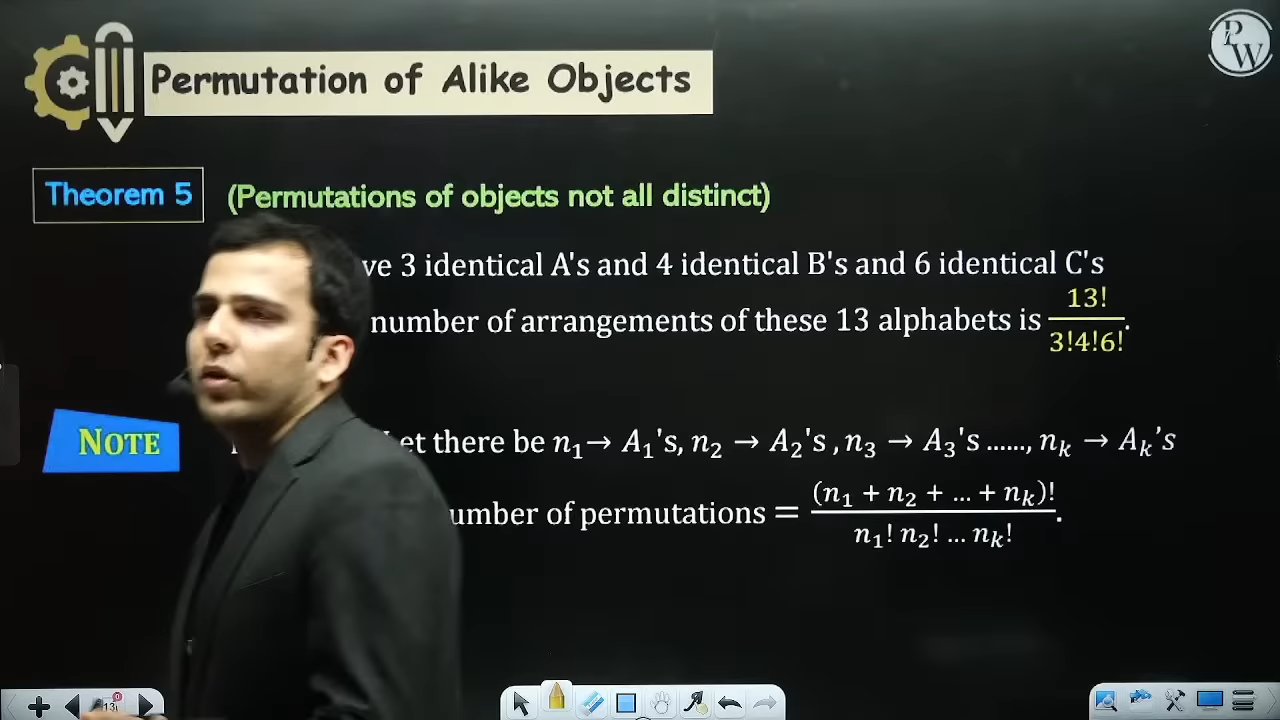 Permutation of Alike Objects
PW
Theorem 5 (Permutations of objects not all distinct)
ve 3 identical A's and 4 identical B's and 6 identical C's
number of arrangements of these 13 alphabets is 13!/3!4!6!.
NOTE
et there be n₁→ A₁'s, n₂ → A₂'s , n₃ → A₃'s ......, nₖ → Aₖ's
umber of permutations = (n₁ + n₂ + ... + nₖ)!/n₁! n₂! ... nₖ!.